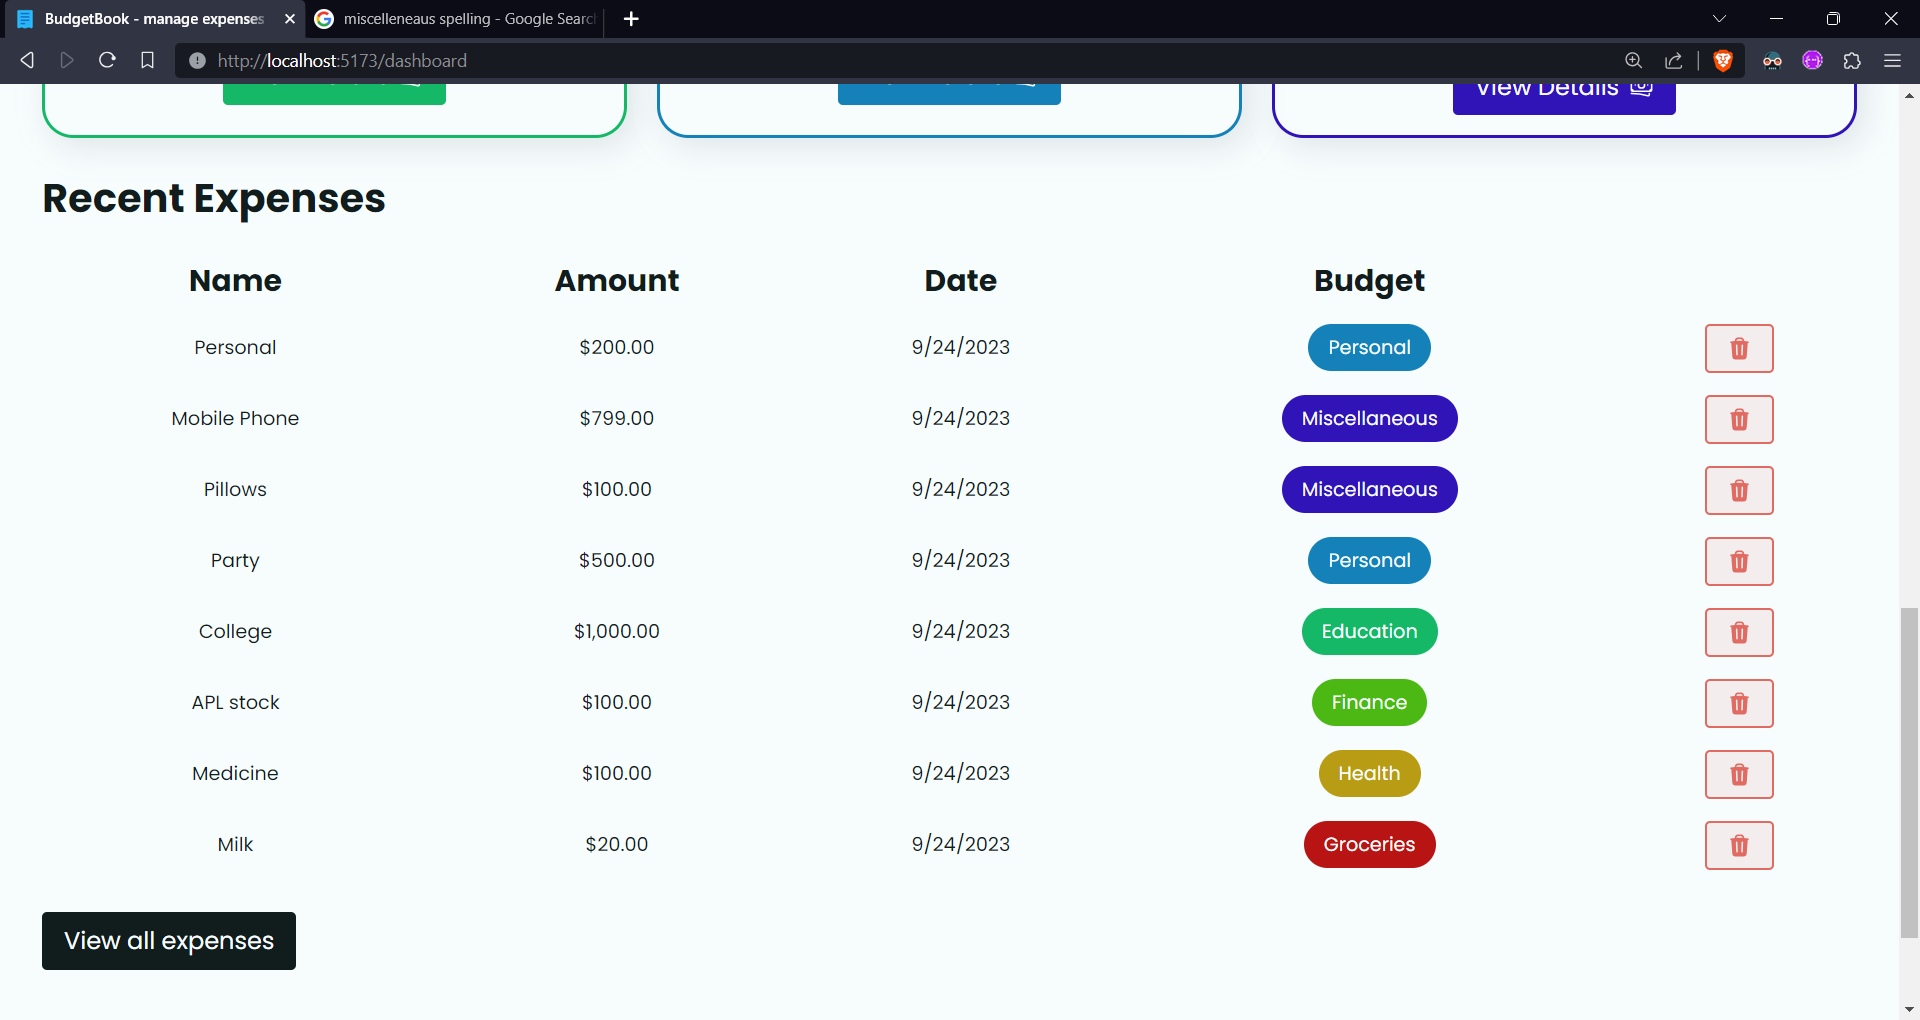 BudgetBook - manage expenses
miscelleneaus spelling - Google Searc
http://localhost:5173/dashboard
View Details
Recent Expenses
Name Amount Date Budget
Personal $200.00 9/24/2023 Personal
Mobile Phone $799.00 9/24/2023 Miscellaneous
Pillows $100.00 9/24/2023 Miscellaneous
Party $500.00 9/24/2023 Personal
College $1,000.00 9/24/2023 Education
APL stock $100.00 9/24/2023 Finance
Medicine $100.00 9/24/2023 Health
Milk $20.00 9/24/2023 Groceries
View all expenses